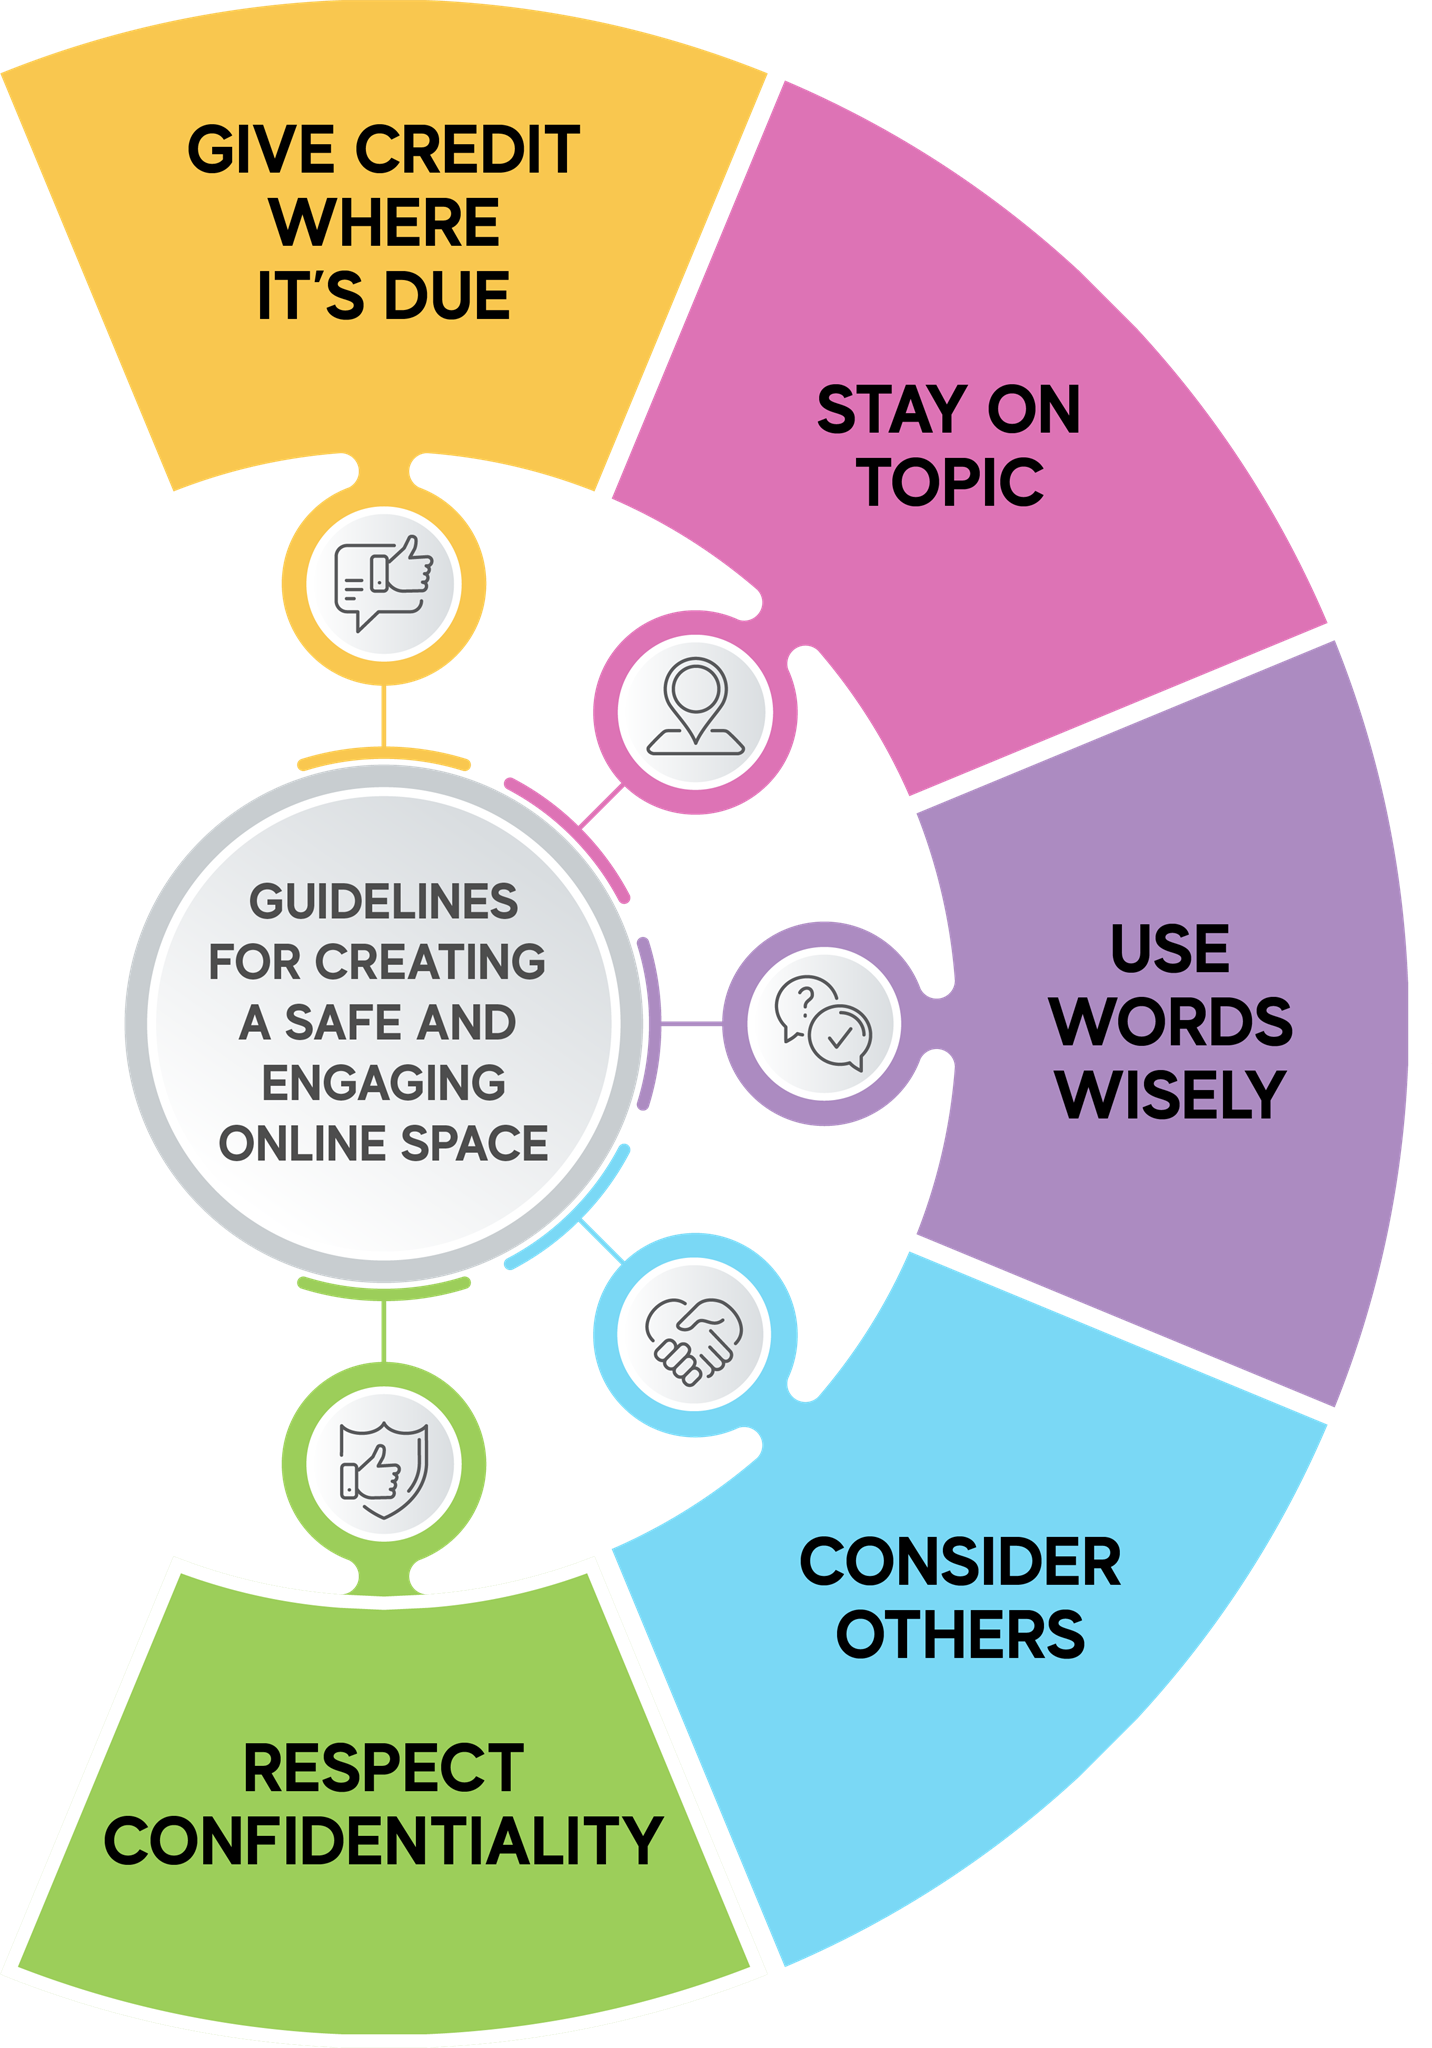 GIVE CREDIT
WHERE
IT'S DUE
STAY ON
TOPIC
USE
WORDS
WISELY
CONSIDER
OTHERS
RESPECT
CONFIDENTIALITY
GUIDELINES
FOR CREATING
A SAFE AND
ENGAGING
ONLINE SPACE